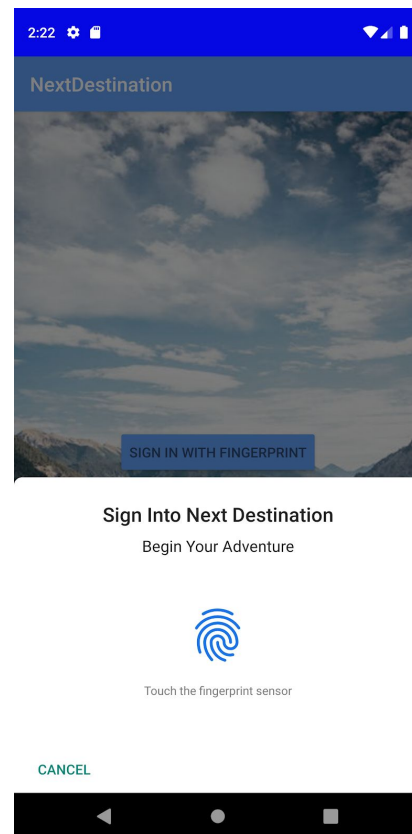 2:22
NextDestination
SIGN IN WITH FINGERPRINT
Sign Into Next Destination
Begin Your Adventure
Touch the fingerprint sensor
CANCEL